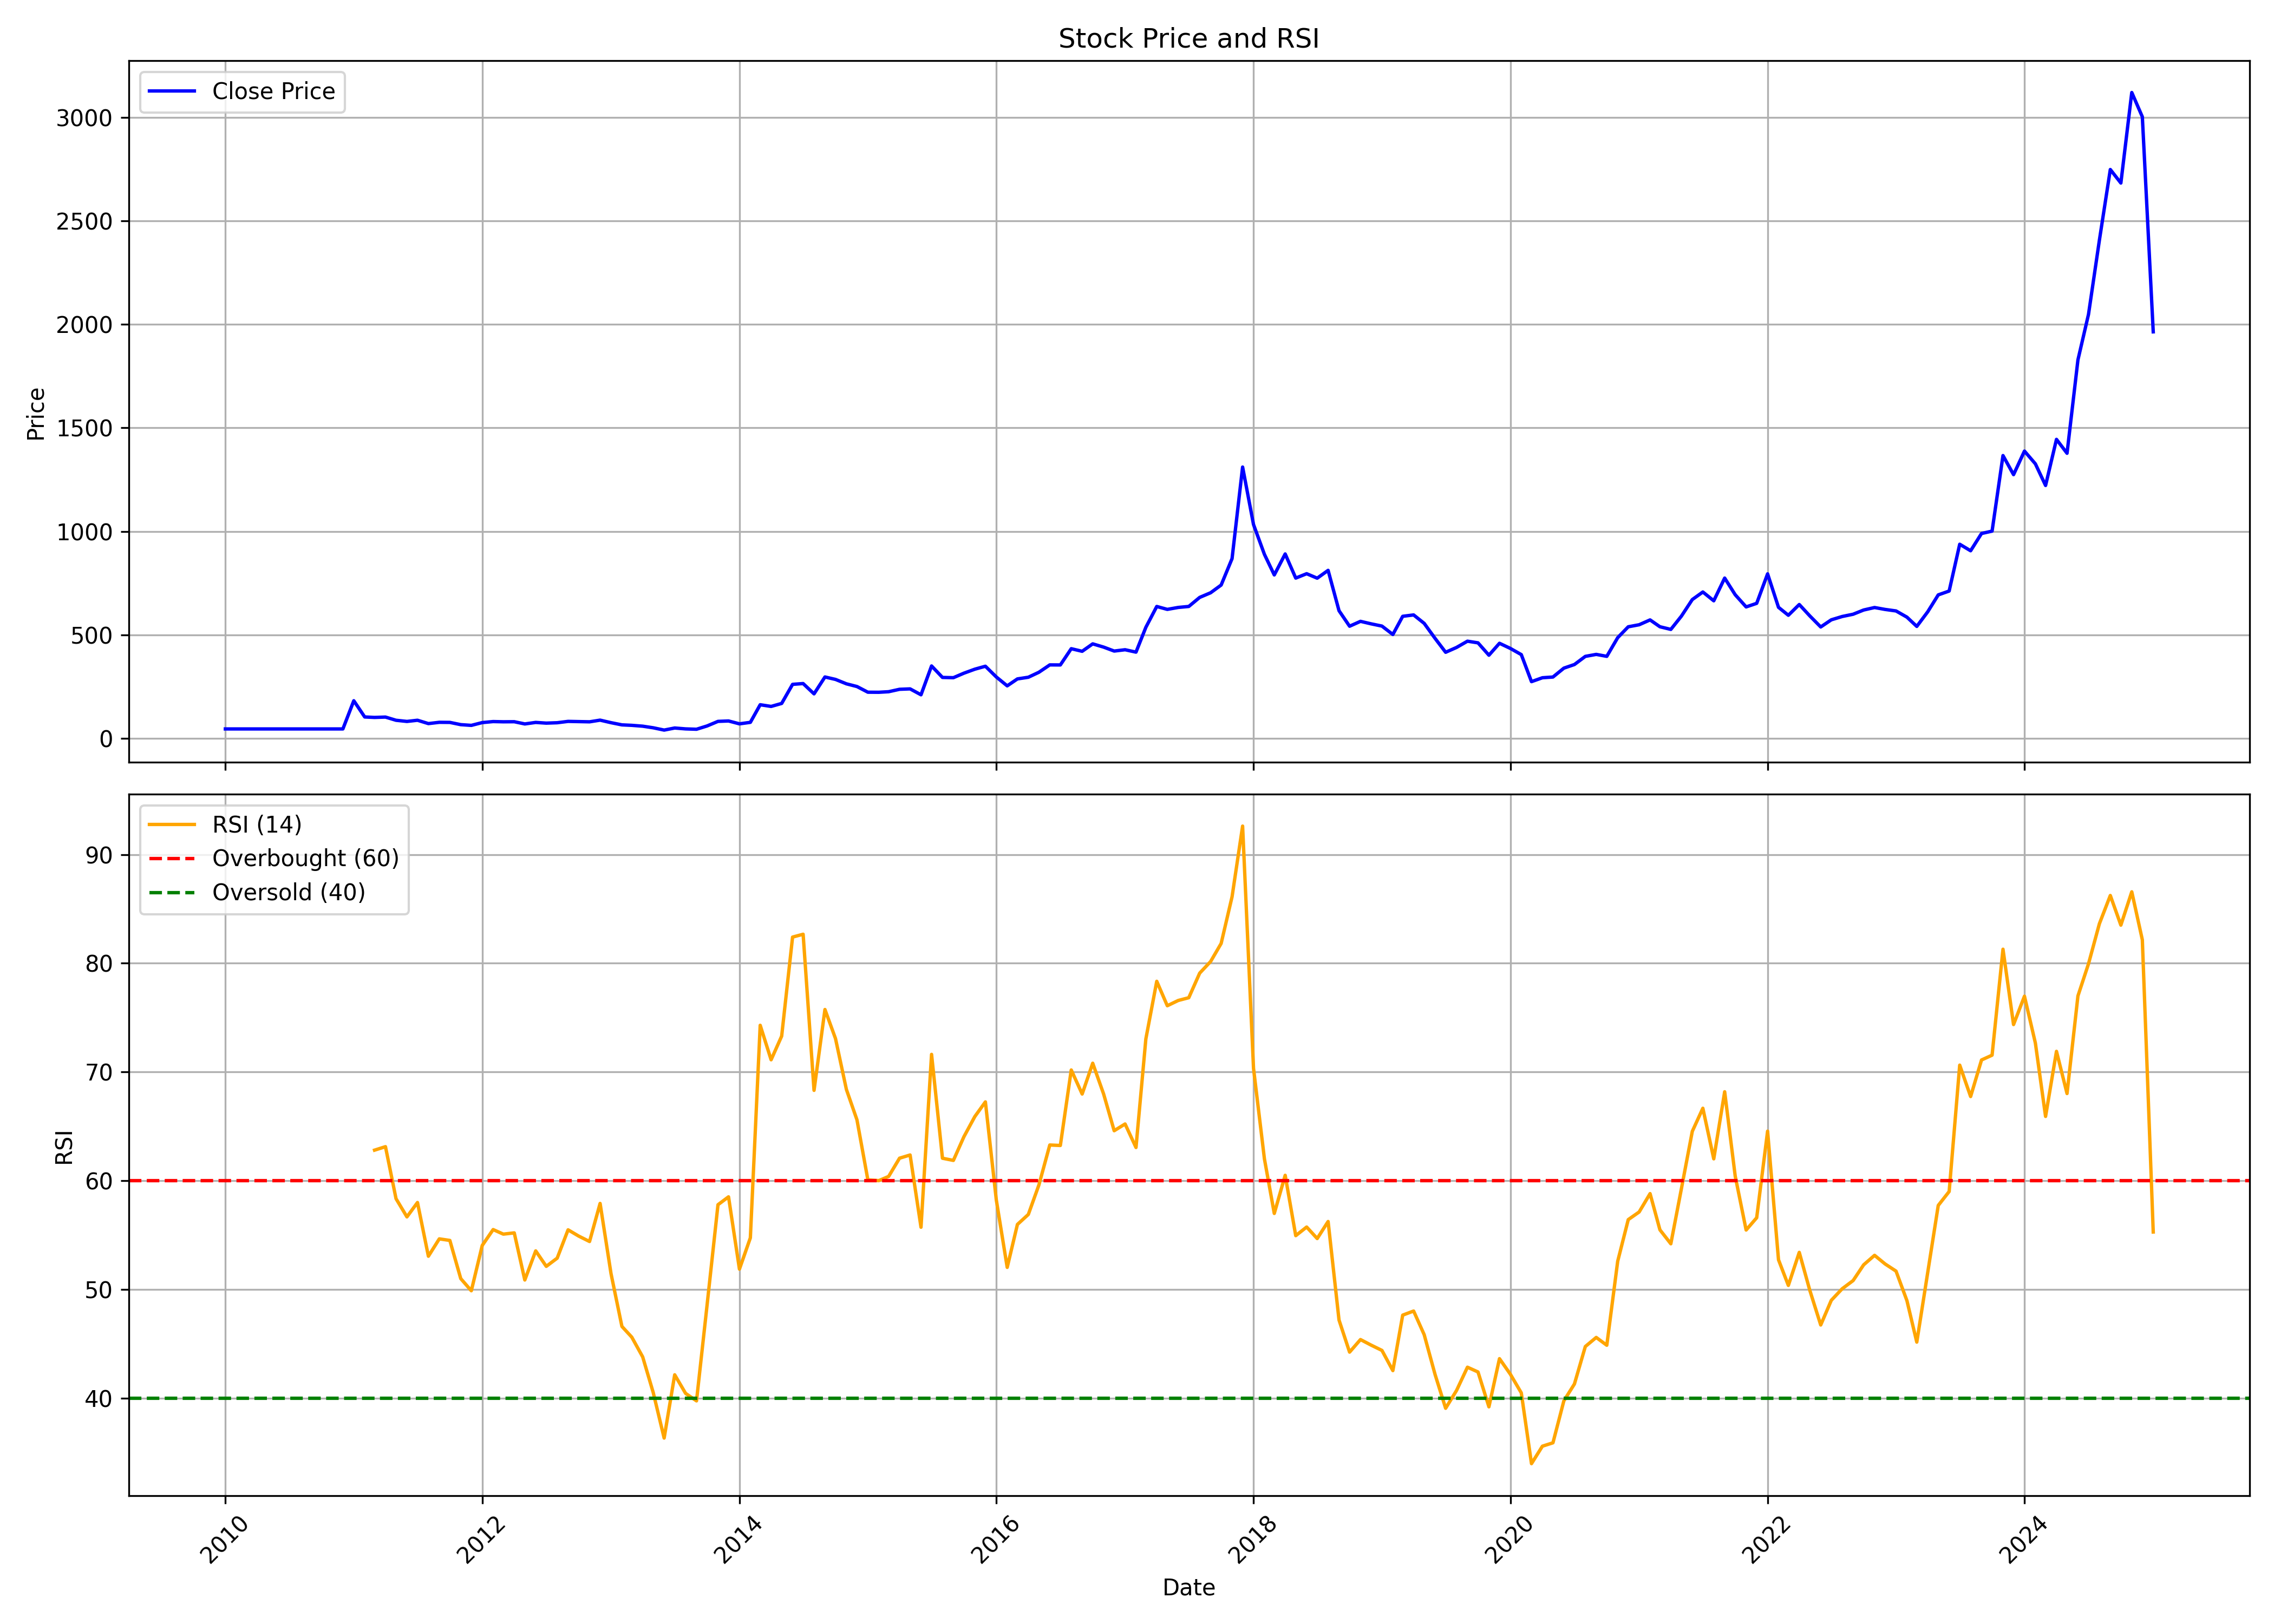 Stock Price and RSI
Close Price
3000
2500
2000
1500
1000
500
0
Price
RSI (14)
Overbought (60)
Oversold (40)
90
80
70
60
50
40
RSI
2010
2012
2014
2016
2018
2020
2022
2024
Date